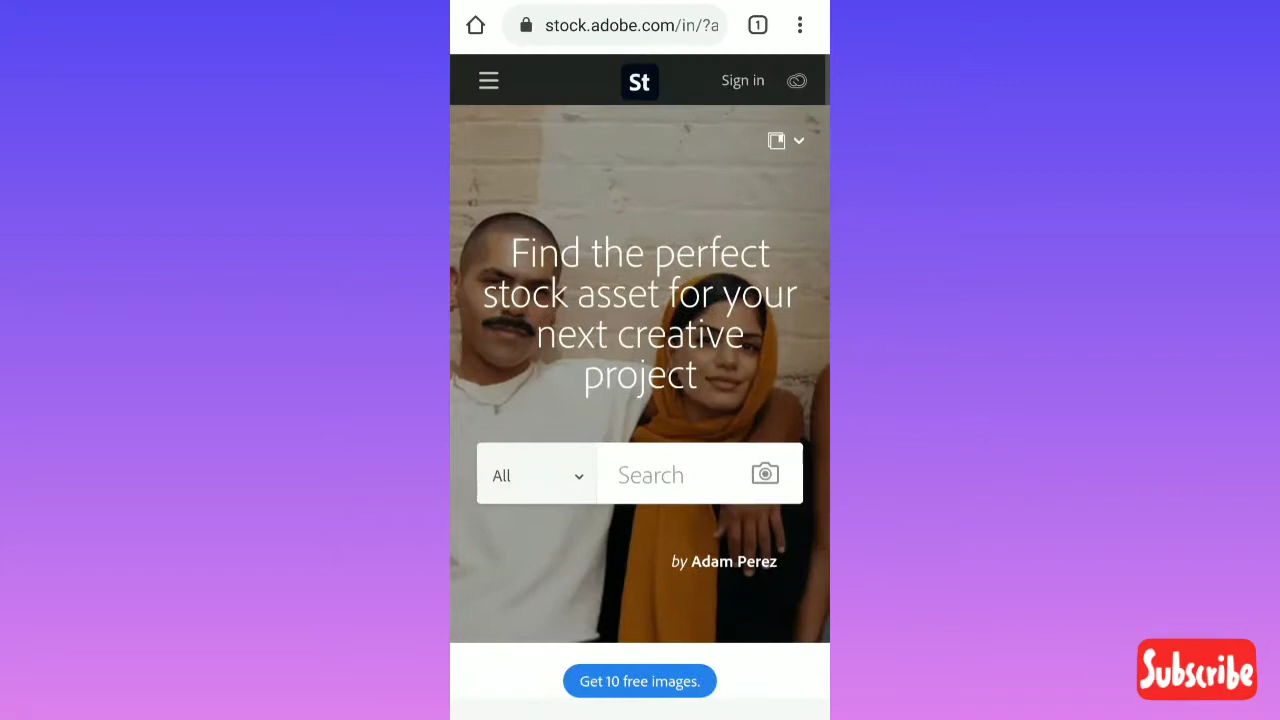 stock.adobe.com/in/?a
1
St
Sign in
Find the perfect
stock asset for your
next creative
project
All
Search
by Adam Perez
Get 10 free images.
Subscribe